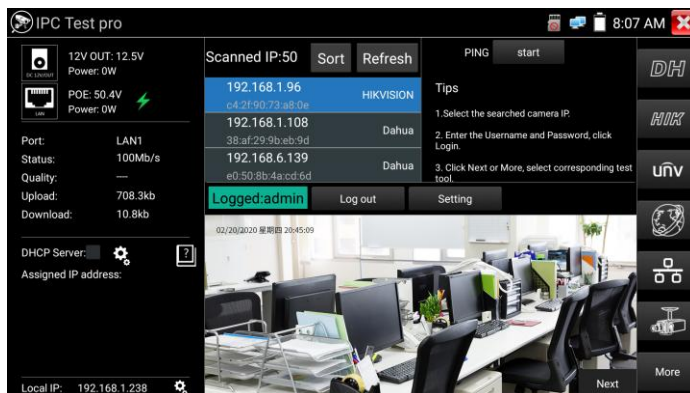 IPC Test pro
8:07 AM
DC 12V/OUT
12V OUT: 12.5V
Power: 0W
LAN
POE: 50.4V
Power: 0W
Port: LAN1
Status: 100Mb/s
Quality: ---
Upload: 708.3kb
Download: 10.8kb
DHCP Server:
?
Assigned IP address:
Local IP: 192.168.1.238
Scanned IP:50 Sort Refresh
192.168.1.96
HIKVISION
c4:2f:90:73:a8:0e
192.168.1.108
Dahua
38:af:29:9b:eb:9d
192.168.6.139
Dahua
e0:50:8b:4a:cd:6d
PING start
Tips
1.Select the searched camera IP.
2. Enter the Username and Password, click
Login.
3. Click Next or More, select corresponding test
tool.
Logged:admin Log out Setting
02/20/2020 星期四 20:45:09
Next
DH
HIK
unv
More